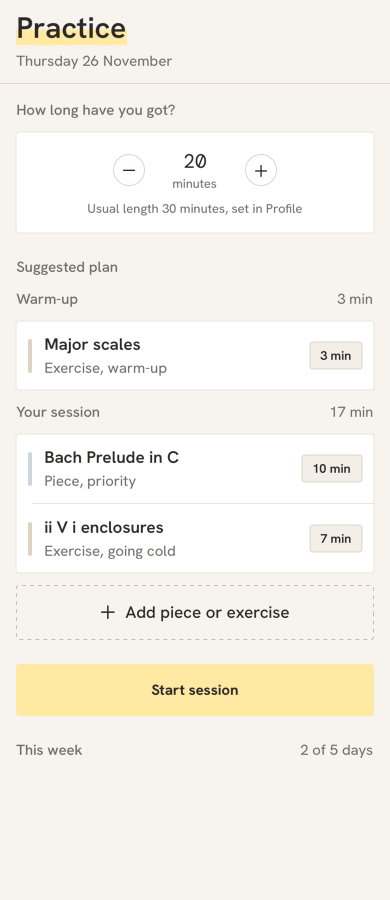 Practice
Thursday 26 November
How long have you got?
20
minutes
Usual length 30 minutes, set in Profile
Suggested plan
Warm-up 3 min
Major scales
Exercise, warm-up
3 min
Your session 17 min
Bach Prelude in C
Piece, priority
10 min
ii V i enclosures
Exercise, going cold
7 min
Add piece or exercise
Start session
This week 2 of 5 days